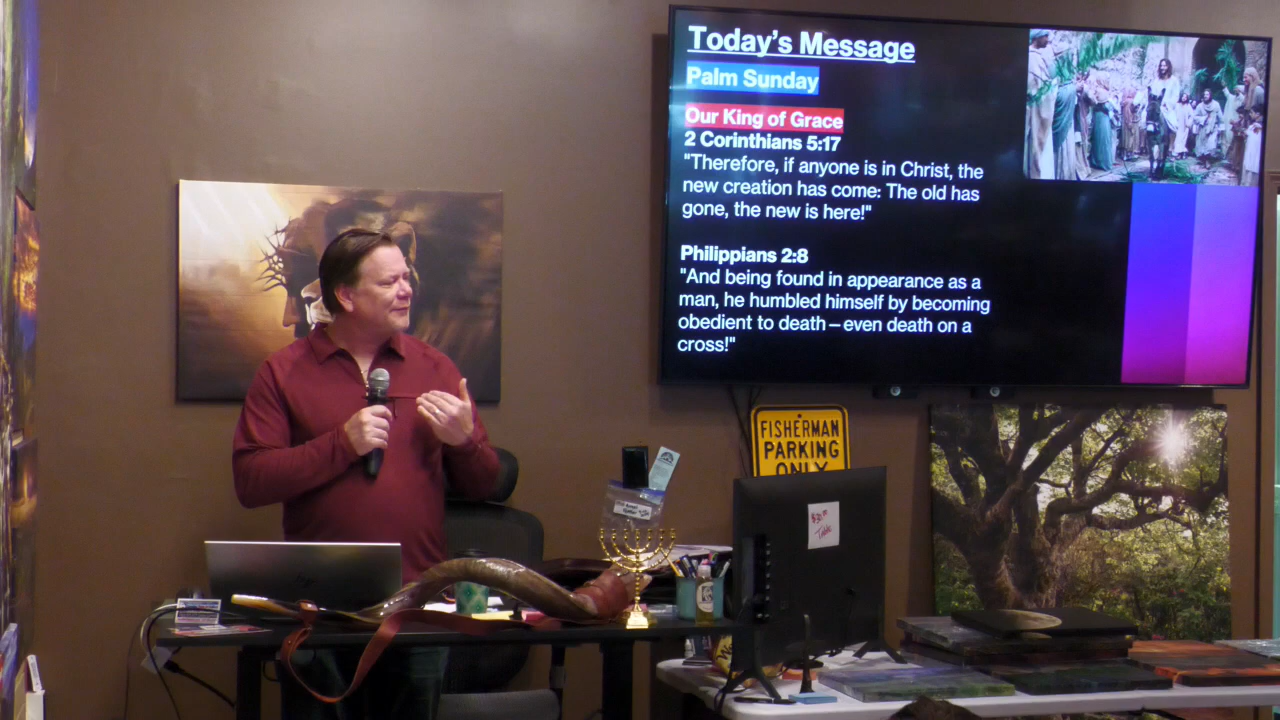 Today's Message
Palm Sunday
Our King of Grace
2 Corinthians 5:17
"Therefore, if anyone is in Christ, the
new creation has come: The old has
gone, the new is here!"
Philippians 2:8
"And being found in appearance as a
man, he humbled himself by becoming
obedient to death – even death on a
cross!"
FISHERMAN
PARKING
ONLY